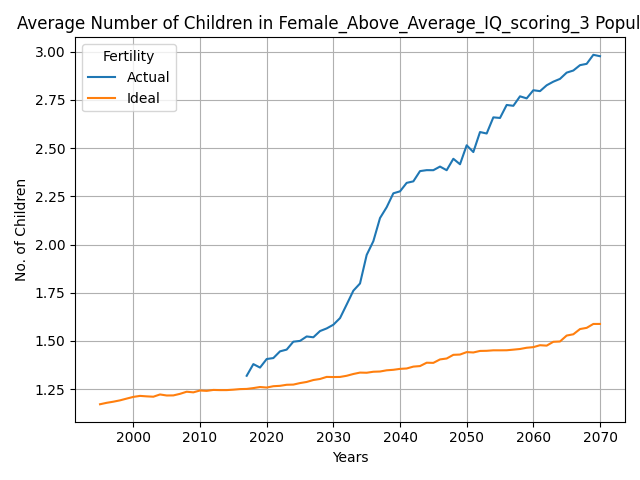 Average Number of Children in Female_Above_Average_IQ_scoring_3 Popul
Fertility
Actual
Ideal
3.00
2.75
2.50
2.25
2.00
1.75
1.50
1.25
No. of Children
2000 2010 2020 2030 2040 2050 2060 2070
Years